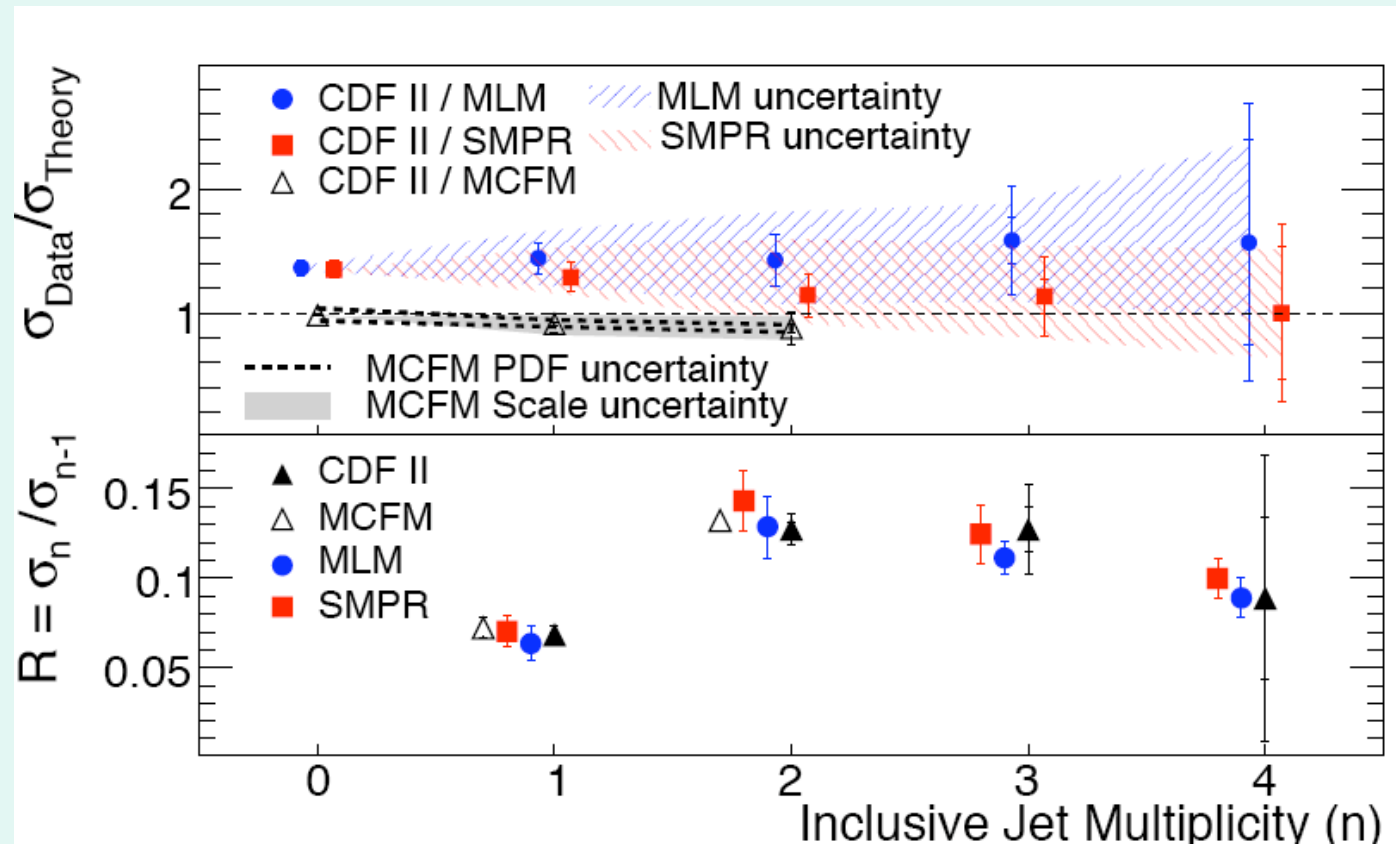 σData/σTheory
CDF II / MLM
MLM uncertainty
CDF II / SMPR
SMPR uncertainty
CDF II / MCFM
2
1
MCFM PDF uncertainty
MCFM Scale uncertainty
R = σn/σn-1
CDF II
MCFM
MLM
SMPR
0.15
0.1
0.05
0 1 2 3 4
Inclusive Jet Multiplicity (n)